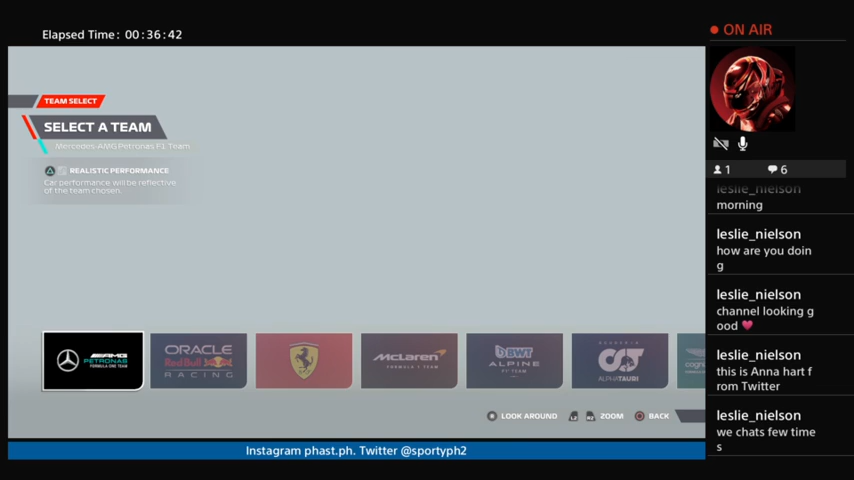 Elapsed Time: 00:36:42
ON AIR
TEAM SELECT
SELECT A TEAM
Mercedes-AMG Petronas F1 Team
REALISTIC PERFORMANCE
Car performance will be reflective
of the team chosen.
AMG
PETRONAS
FORMULA ONE TEAM
ORACLE
Red Bull
RACING
McLaren
FORMULA 1 TEAM
BWT
ALPINE
F1 TEAM
SCUDERIA
ALPHATAURI
cogni
LOOK AROUND
L2
R2
ZOOM
BACK
1
6
leslie_nielson
morning
leslie_nielson
how are you doin
g
leslie_nielson
channel looking g
ood ❤
leslie_nielson
this is Anna hart f
rom Twitter
leslie_nielson
we chats few time
s
Instagram phast.ph. Twitter @sportyph2